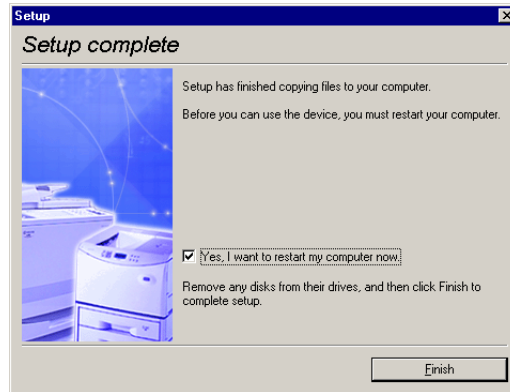 Setup
Setup complete
Setup has finished copying files to your computer.
Before you can use the device, you must restart your computer.
Yes, I want to restart my computer now.
Remove any disks from their drives, and then click Finish to
complete setup.
Finish